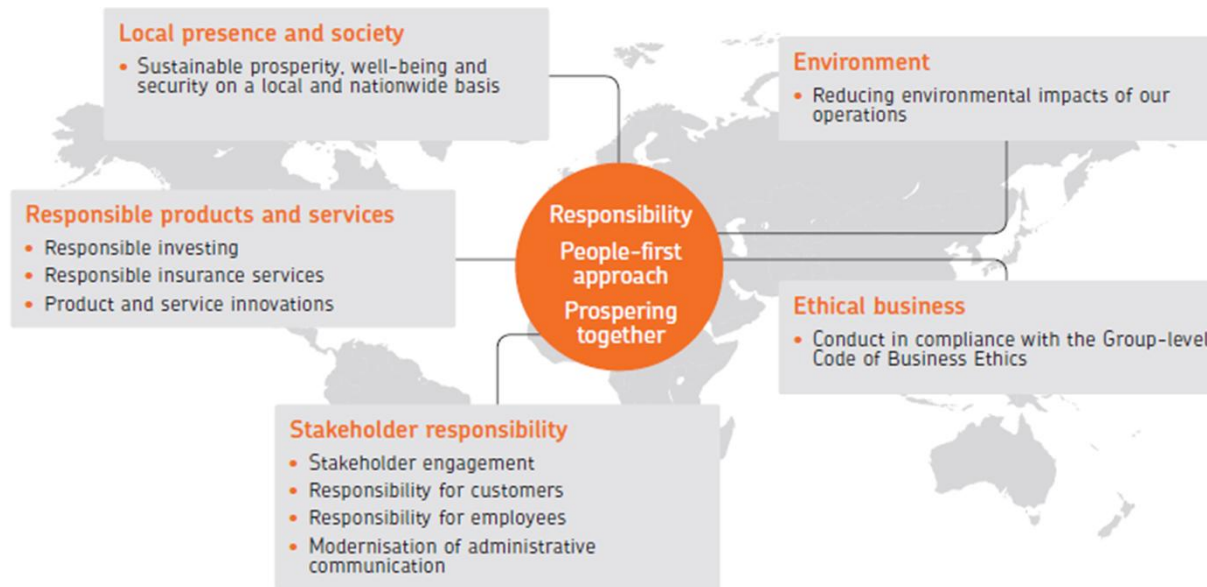 Local presence and society
• Sustainable prosperity, well-being and
security on a local and nationwide basis
Environment
• Reducing environmental impacts of our
operations
Responsible products and services
• Responsible investing
• Responsible insurance services
• Product and service innovations
Responsibility
People-first
approach
Prospering
together
Ethical business
• Conduct in compliance with the Group-level
Code of Business Ethics
Stakeholder responsibility
• Stakeholder engagement
• Responsibility for customers
• Responsibility for employees
• Modernisation of administrative
communication